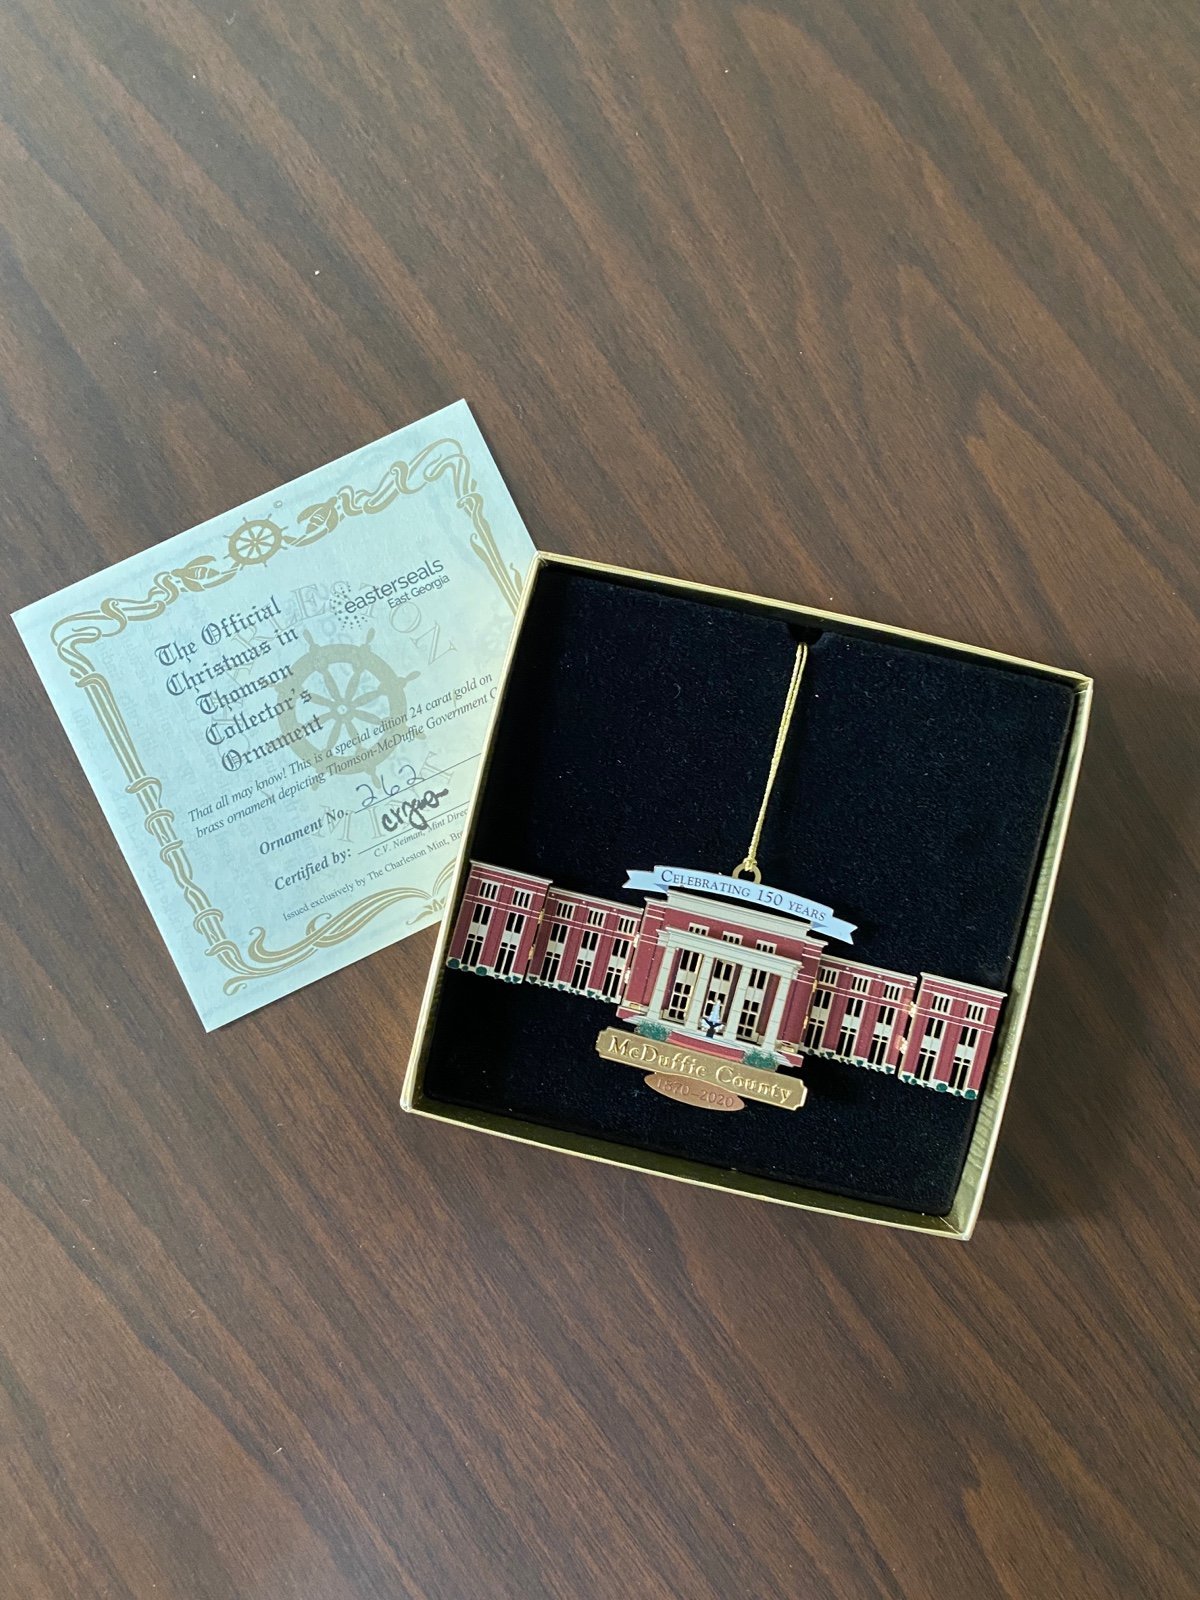 The Official
Christmas in
Thomson
Collector's
Ornament
easterseals
East Georgia
That all may know! This is a special edition 24 carat gold on
brass ornament depicting Thomson-McDuffie Government
Ornament No. 262
Certified by:
C.V. Neiman, Mint
Issued exclusively by The Charleston Mint,
CELEBRATING 150 YEARS
McDuffie County
1870-2020